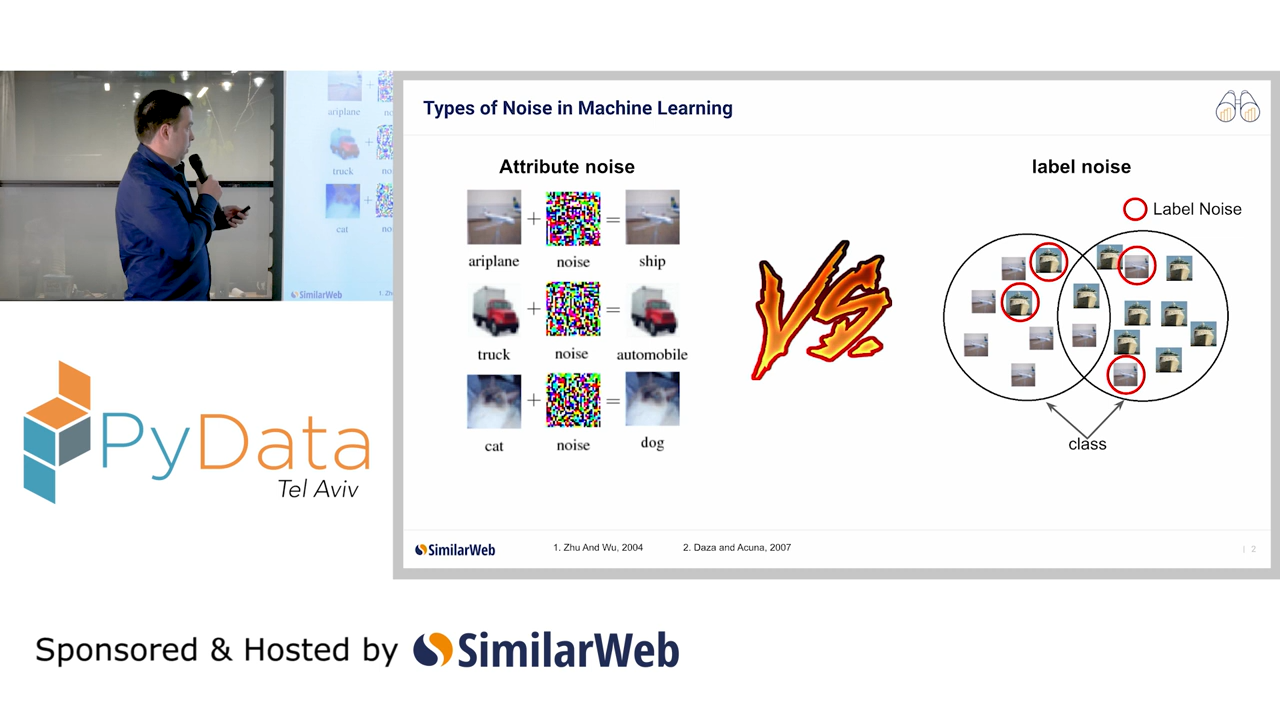 ariplane
truck
cat
SimilarWeb
Types of Noise in Machine Learning
Attribute noise
label noise
Label Noise
+
=
ariplane
noise
ship
+
=
truck
noise
automobile
+
=
cat
noise
dog
VS.
class
SimilarWeb
1. Zhu And Wu, 2004
2. Daza and Acuna, 2007
| 2
PyData
Tel Aviv
Sponsored & Hosted by SimilarWeb